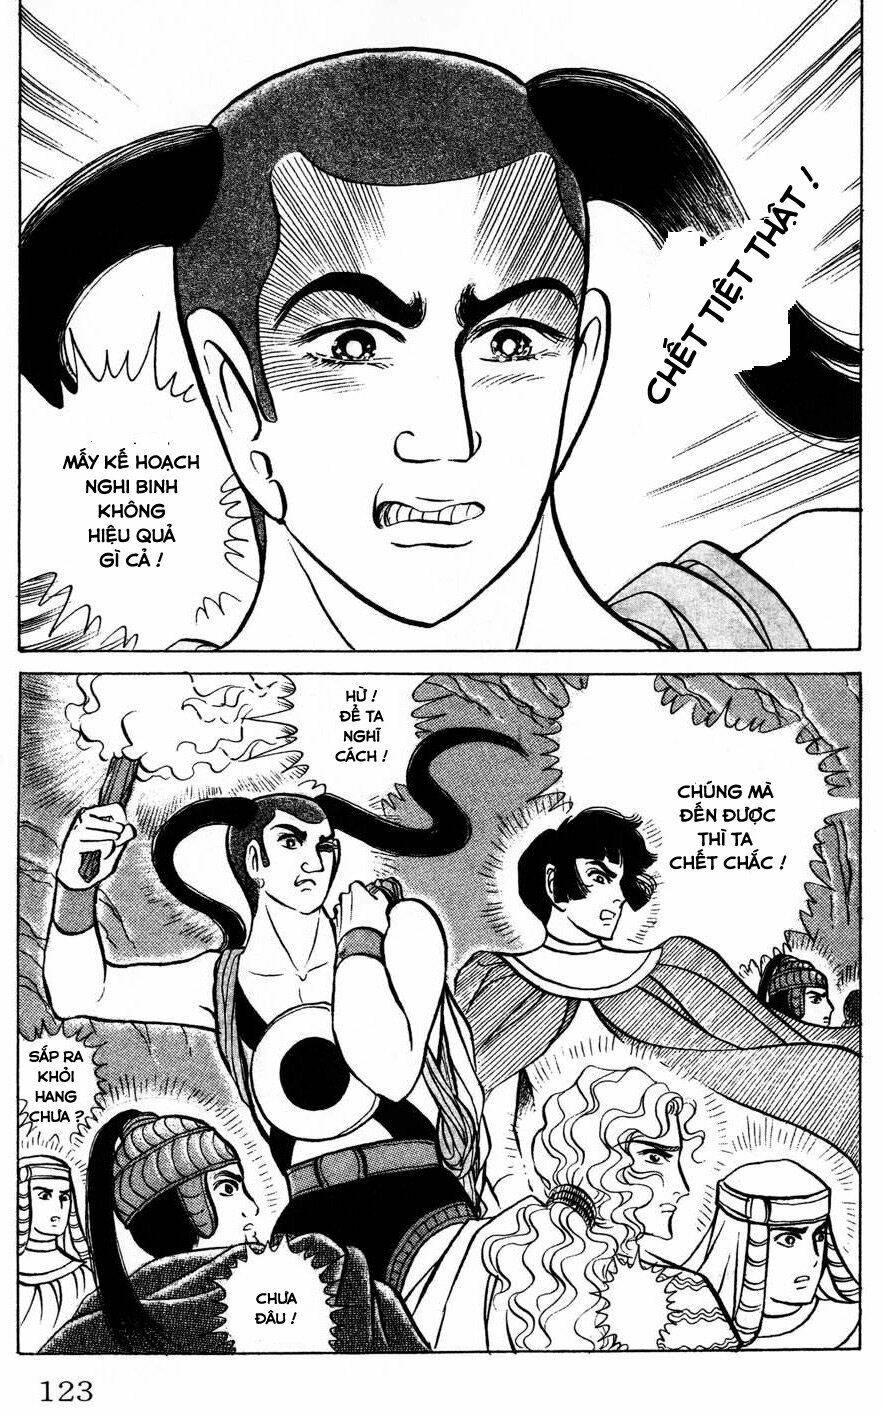 CHẾT TIỆT THẬT !
MẤY KẾ HOẠCH
NGHI BINH
KHÔNG
HIỆU QUẢ
GÌ CẢ !
HỪ !
ĐỂ TA
NGHĨ
CÁCH !
CHÚNG MÀ
ĐẾN ĐƯỢC
THÌ TA
CHẾT CHẮC !
SẮP RA
KHỎI
HANG
CHƯA ?
CHƯA
ĐÂU !
123